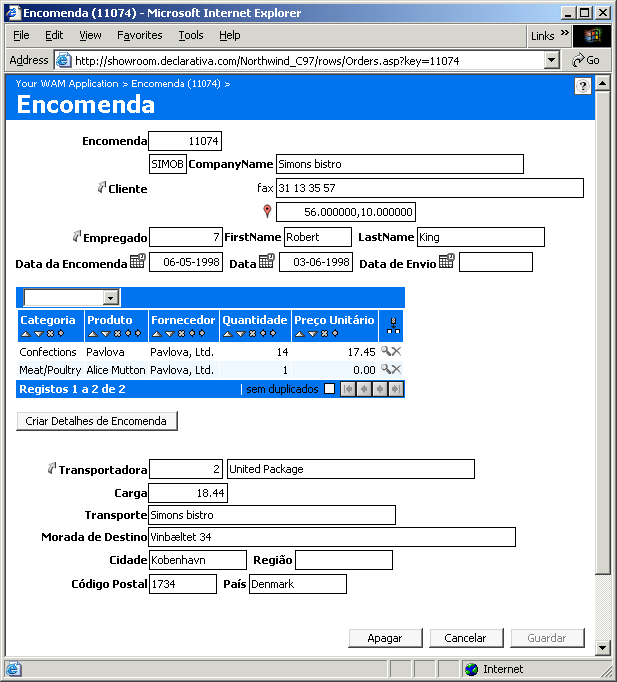 Encomenda (11074) - Microsoft Internet Explorer
File Edit View Favorites Tools Help Links »
Address http://showroom.declarativa.com/Northwind_C97/rows/Orders.asp?key=11074 Go
Your WAM Application > Encomenda (11074) > ?
Encomenda
Encomenda 11074
SIMOB CompanyName Simons bistro
Cliente fax 31 13 35 57
56.000000,10.000000
Empregado 7 FirstName Robert LastName King
Data da Encomenda 06-05-1998 Data 03-06-1998 Data de Envio
Categoria Produto Fornecedor Quantidade Preço Unitário
Confections Pavlova Pavlova, Ltd. 14 17.45
Meat/Poultry Alice Mutton Pavlova, Ltd. 1 0.00
Registos 1 a 2 de 2 | sem duplicados
Criar Detalhes de Encomenda
Transportadora 2 United Package
Carga 18.44
Transporte Simons bistro
Morada de Destino Vinbæltet 34
Cidade Kobenhavn Região
Código Postal 1734 País Denmark
Apagar Cancelar Guardar
Internet